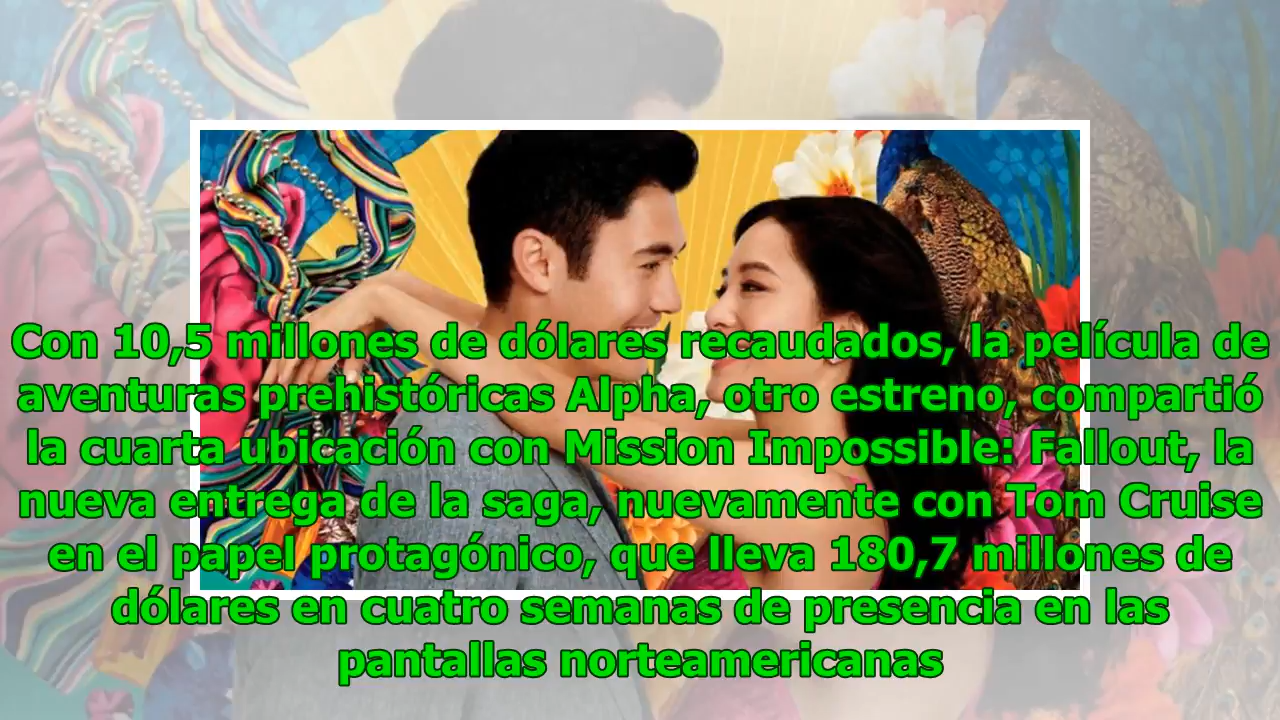 Con 10,5 millones de dólares recaudados, la película de
aventuras prehistóricas Alpha, otro estreno, compartió
la cuarta ubicación con Mission Impossible: Fallout, la
nueva entrega de la saga, nuevamente con Tom Cruise
en el papel protagónico, que lleva 180,7 millones de
dólares en cuatro semanas de presencia en las
pantallas norteamericanas